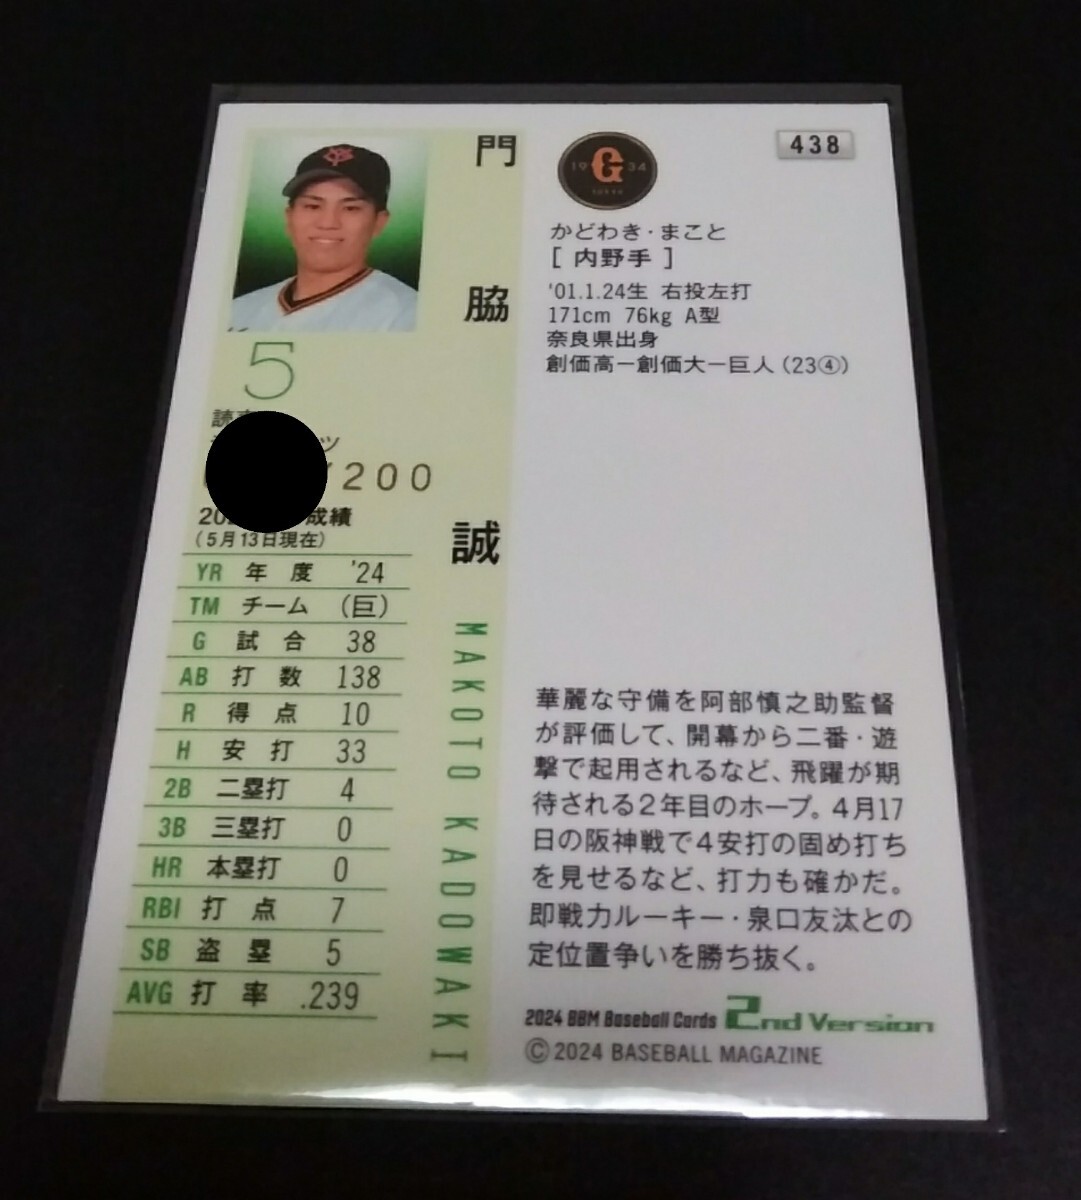 門脇誠
MAKOTO KADOWAKI
5
ツ
/200
成績
(5月13日現在)
YR 年度 '24
TM チーム (巨)
G 試合 38
AB 打数 138
R 得点 10
H 安打 33
2B 二塁打 4
3B 三塁打 0
HR 本塁打 0
RBI 打点 7
SB 盗塁 5
AVG 打率 .239
19 G 34
438
かどわき・まこと
[ 内野手 ]
'01.1.24生 右投左打
171cm 76kg A型
奈良県出身
創価高ー創価大ー巨人(23④)
華麗な守備を阿部慎之助監督
が評価して、開幕から二番・遊
撃で起用されるなど、飛躍が期
待される2年目のホープ。4月17
日の阪神戦で4安打の固め打ち
を見せるなど、打力も確かだ。
即戦力ルーキー・泉口友汰との
定位置争いを勝ち抜く。
2024 BBM Baseball Cards 2nd Version
©2024 BASEBALL MAGAZINE